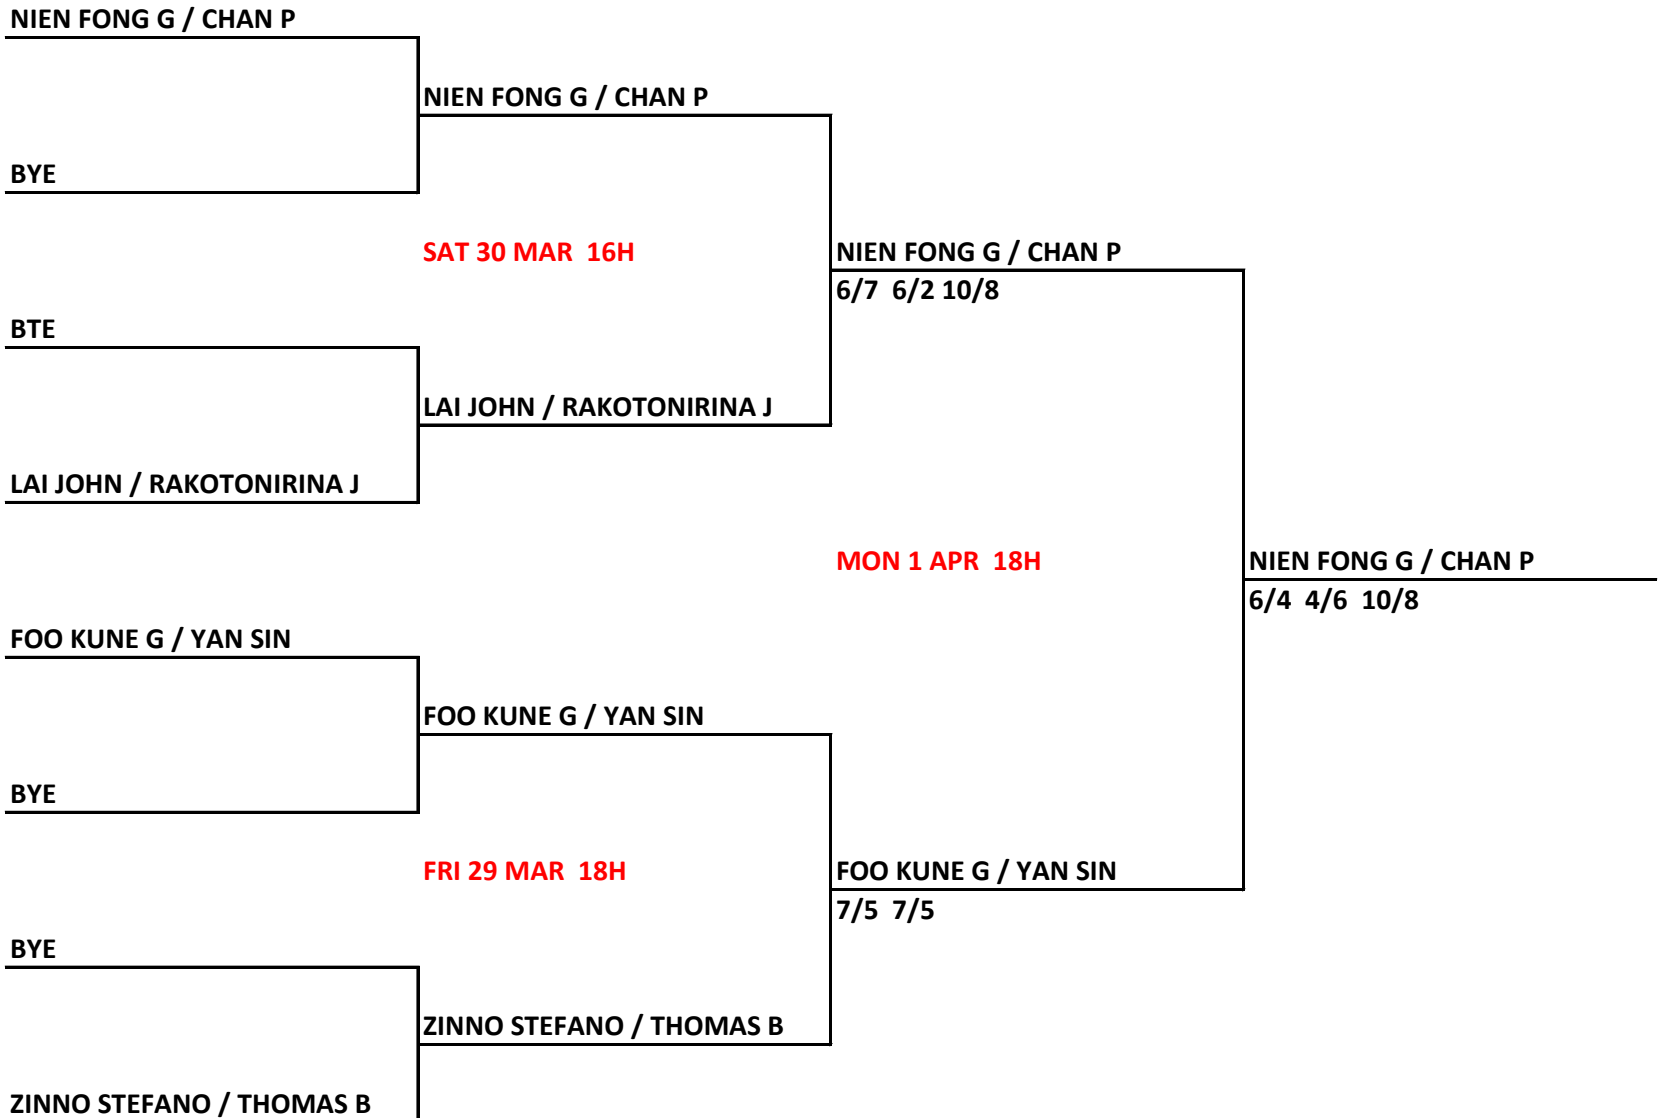 NIEN FONG G / CHAN P
NIEN FONG G / CHAN P
BYE
SAT 30 MAR  16H
NIEN FONG G / CHAN P
6/7  6/2 10/8
BTE
LAI JOHN / RAKOTONIRINA J
LAI JOHN / RAKOTONIRINA J
MON 1 APR  18H
NIEN FONG G / CHAN P
6/4  4/6  10/8
FOO KUNE G / YAN SIN
FOO KUNE G / YAN SIN
BYE
FRI 29 MAR  18H
FOO KUNE G / YAN SIN
7/5  7/5
BYE
ZINNO STEFANO / THOMAS B
ZINNO STEFANO / THOMAS B